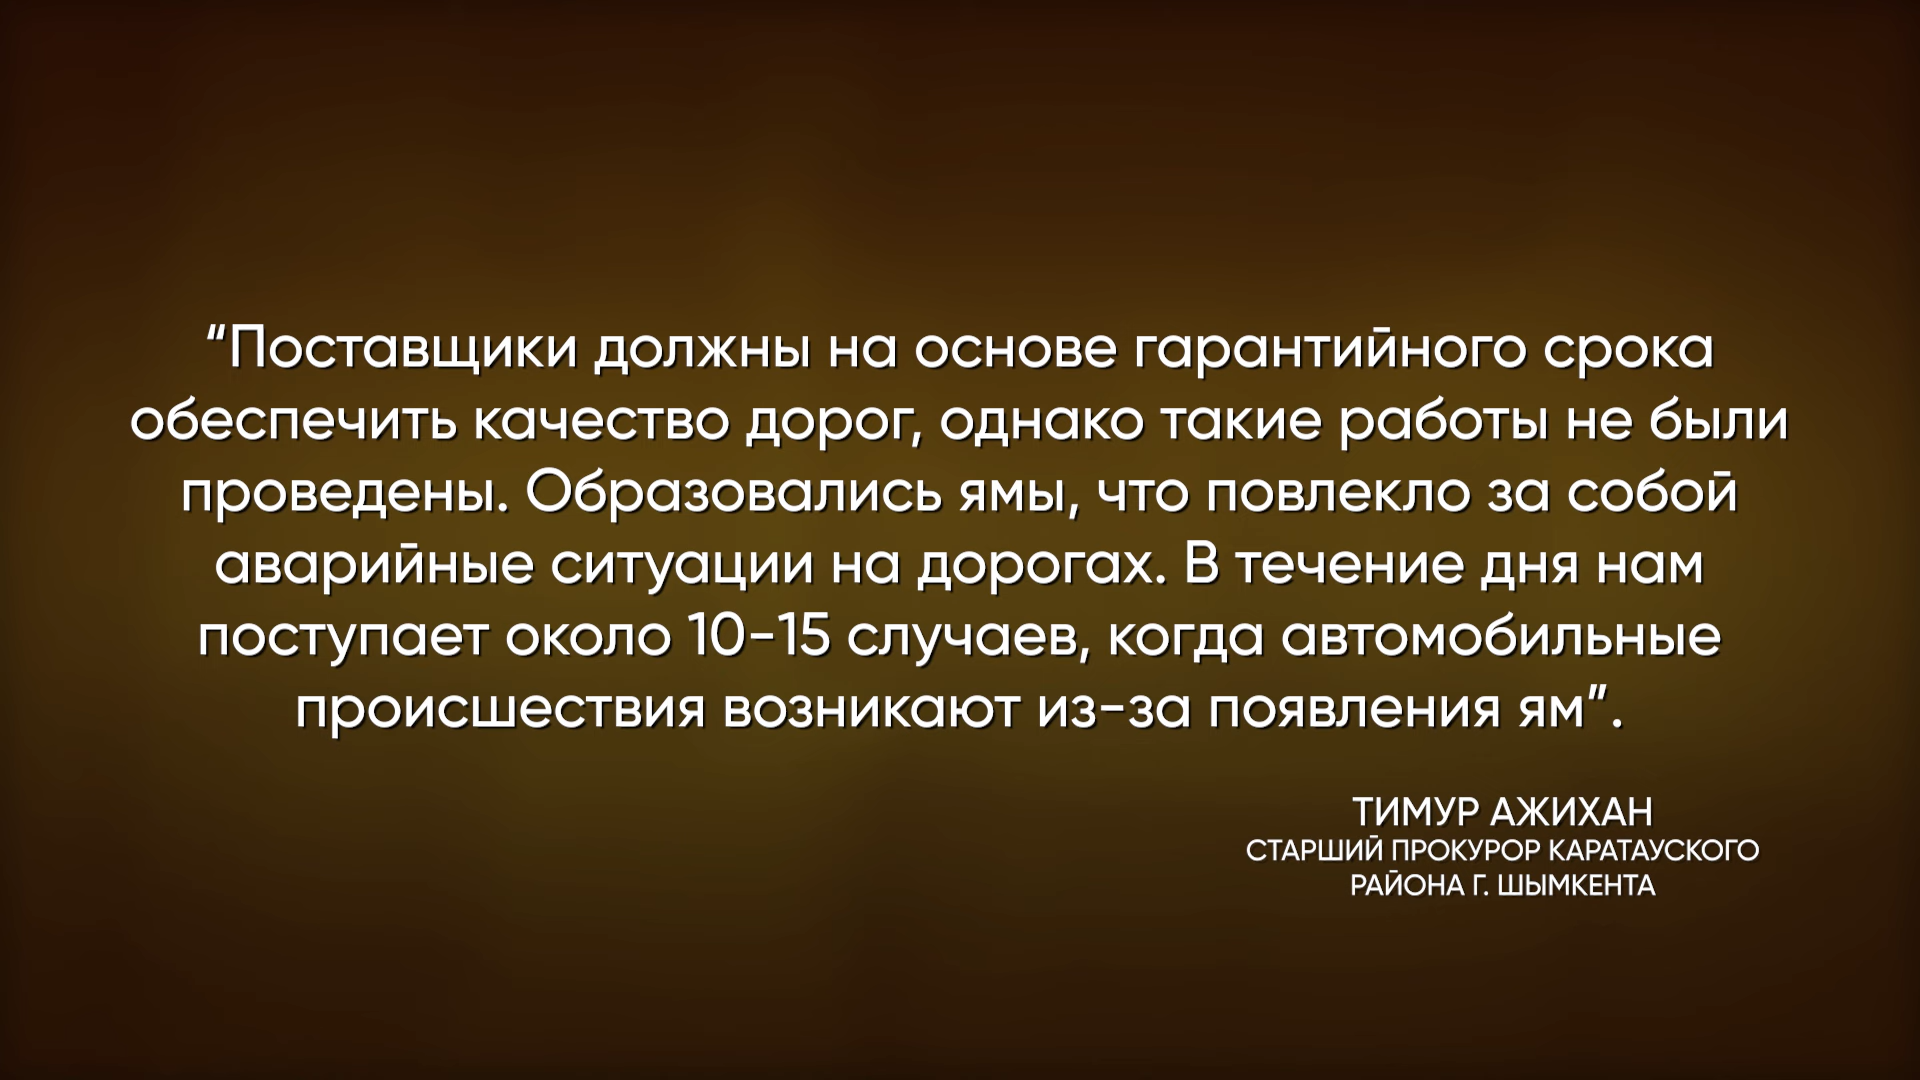 “Поставщики должны на основе гарантийного срока
обеспечить качество дорог, однако такие работы не были
проведены. Образовались ямы, что повлекло за собой
аварийные ситуации на дорогах. В течение дня нам
поступает около 10-15 случаев, когда автомобильные
происшествия возникают из-за появления ям”.
ТИМУР АЖИХАН
СТАРШИЙ ПРОКУРОР КАРАТАУСКОГО
РАЙОНА Г. ШЫМКЕНТА